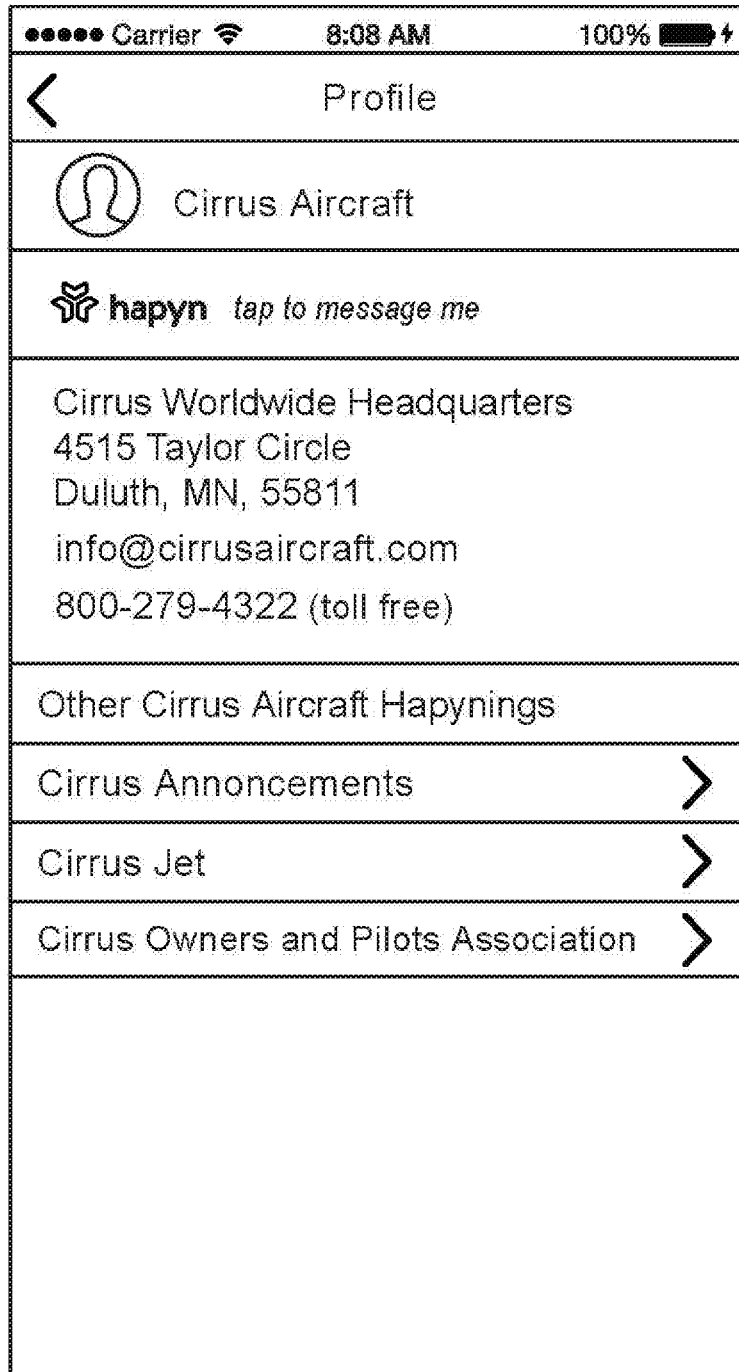 Carrier 8:08 AM 100%
Profile
Cirrus Aircraft
hapyn tap to message me
Cirrus Worldwide Headquarters
4515 Taylor Circle
Duluth, MN, 55811
info@cirrusaircraft.com
800-279-4322 (toll free)
Other Cirrus Aircraft Hapynings
Cirrus Annoncements
Cirrus Jet
Cirrus Owners and Pilots Association